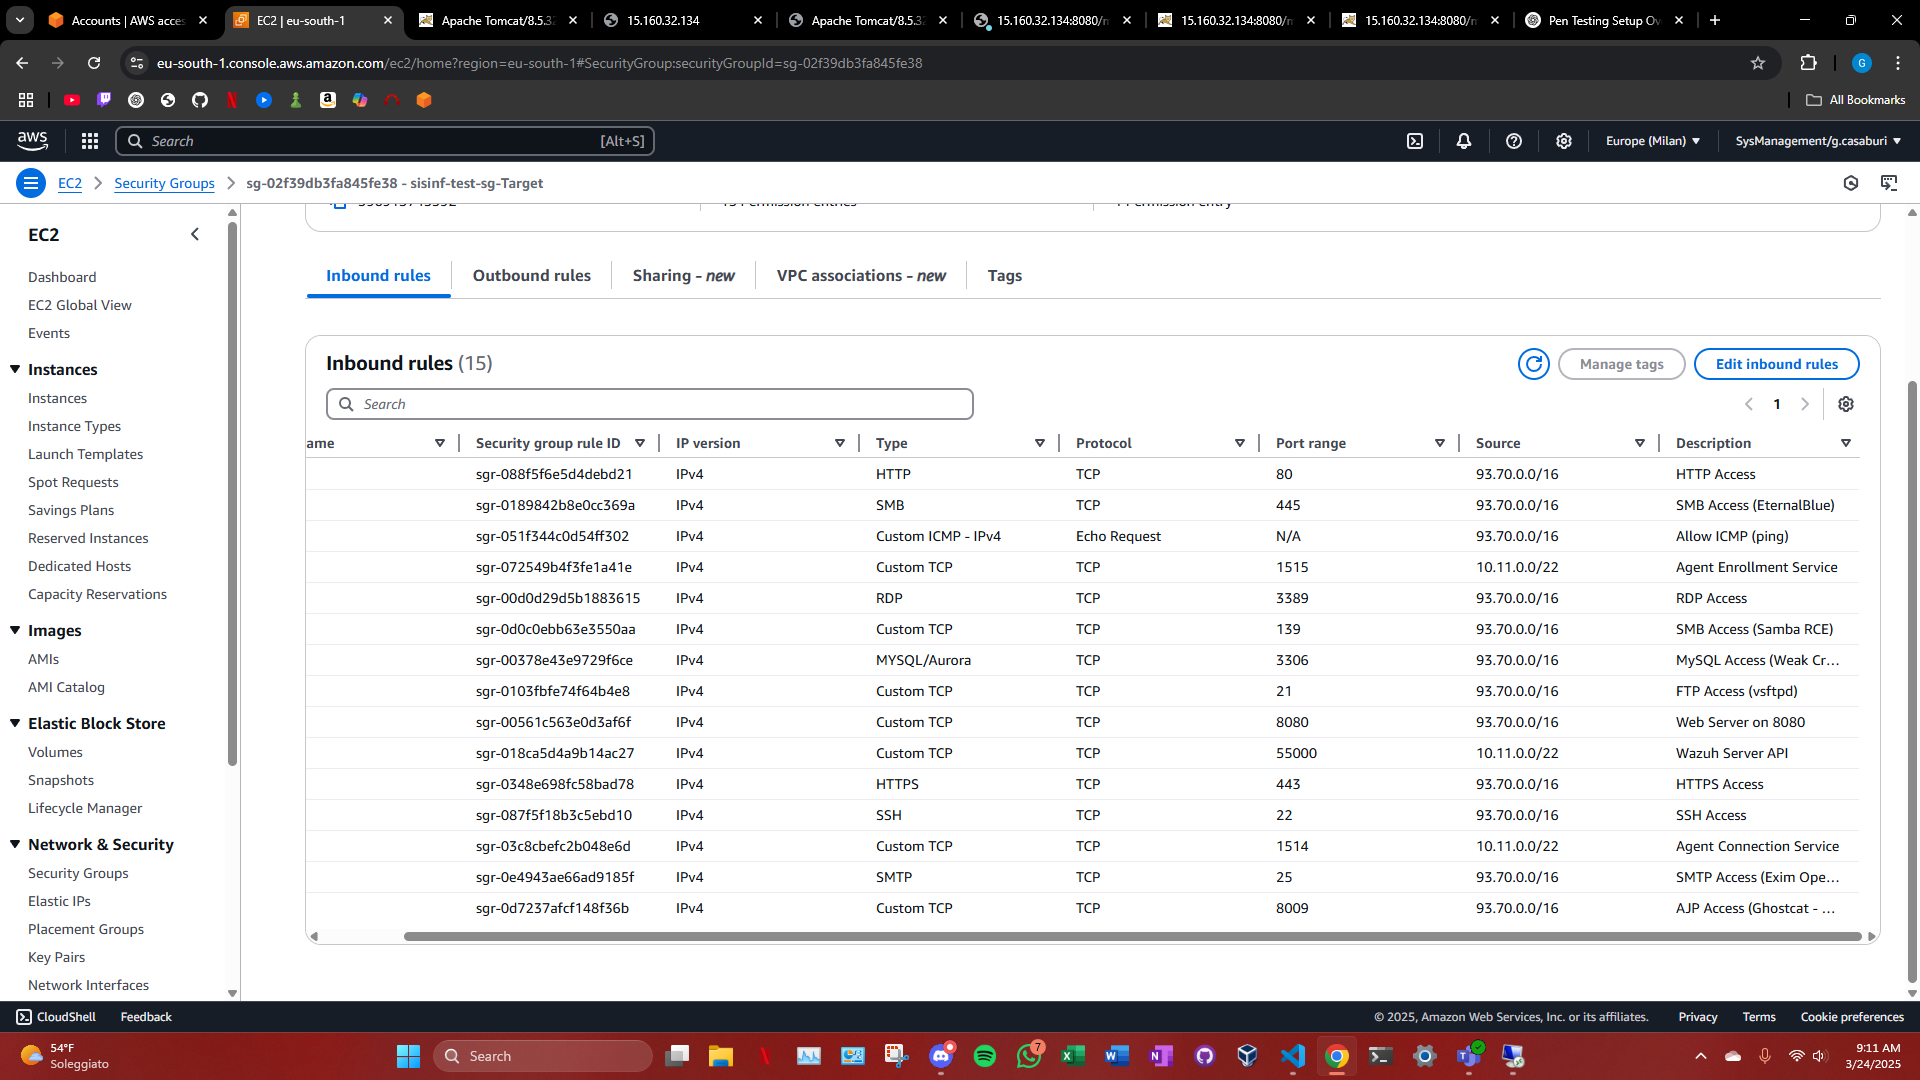 Accounts | AWS acces
EC2 | eu-south-1
Apache Tomcat/8.5.32
15.160.32.134
Apache Tomcat/8.5.32
15.160.32.134:8080/m
15.160.32.134:8080/m
15.160.32.134:8080/m
Pen Testing Setup Ov
eu-south-1.console.aws.amazon.com/ec2/home?region=eu-south-1#SecurityGroup:securityGroupId=sg-02f39db3fa845fe38
G
All Bookmarks
aws
Search [Alt+S]
Europe (Milan)
SysManagement/g.casaburi
EC2 > Security Groups > sg-02f39db3fa845fe38 - sisinf-test-sg-Target
EC2
Dashboard
EC2 Global View
Events
Instances
Instances
Instance Types
Launch Templates
Spot Requests
Savings Plans
Reserved Instances
Dedicated Hosts
Capacity Reservations
Images
AMIs
AMI Catalog
Elastic Block Store
Volumes
Snapshots
Lifecycle Manager
Network & Security
Security Groups
Elastic IPs
Placement Groups
Key Pairs
Network Interfaces
Inbound rules
Outbound rules
Sharing - new
VPC associations - new
Tags
Inbound rules (15)
Manage tags
Edit inbound rules
Search
1
ame Security group rule ID IP version Type Protocol Port range Source Description
sgr-088f5f6e5d4debd21 IPv4 HTTP TCP 80 93.70.0.0/16 HTTP Access
sgr-0189842b8e0cc369a IPv4 SMB TCP 445 93.70.0.0/16 SMB Access (EternalBlue)
sgr-051f344c0d54ff302 IPv4 Custom ICMP - IPv4 Echo Request N/A 93.70.0.0/16 Allow ICMP (ping)
sgr-072549b4f3fe1a41e IPv4 Custom TCP TCP 1515 10.11.0.0/22 Agent Enrollment Service
sgr-00d0d29d5b1883615 IPv4 RDP TCP 3389 93.70.0.0/16 RDP Access
sgr-0d0c0ebb63e3550aa IPv4 Custom TCP TCP 139 93.70.0.0/16 SMB Access (Samba RCE)
sgr-00378e43e9729f6ce IPv4 MYSQL/Aurora TCP 3306 93.70.0.0/16 MySQL Access (Weak Cr...
sgr-0103fbfe74f64b4e8 IPv4 Custom TCP TCP 21 93.70.0.0/16 FTP Access (vsftpd)
sgr-00561c563e0d3af6f IPv4 Custom TCP TCP 8080 93.70.0.0/16 Web Server on 8080
sgr-018ca5d4a9b14ac27 IPv4 Custom TCP TCP 55000 10.11.0.0/22 Wazuh Server API
sgr-0348e698fc58bad78 IPv4 HTTPS TCP 443 93.70.0.0/16 HTTPS Access
sgr-087f5f18b3c5ebd10 IPv4 SSH TCP 22 93.70.0.0/16 SSH Access
sgr-03c8cbefc2b048e6d IPv4 Custom TCP TCP 1514 10.11.0.0/22 Agent Connection Service
sgr-0e4943ae66ad9185f IPv4 SMTP TCP 25 93.70.0.0/16 SMTP Access (Exim Ope...
sgr-0d7237afcf148f36b IPv4 Custom TCP TCP 8009 93.70.0.0/16 AJP Access (Ghostcat - ...
CloudShell
Feedback
© 2025, Amazon Web Services, Inc. or its affiliates.
Privacy
Terms
Cookie preferences
54°F
Soleggiato
Search
7
9:11 AM
3/24/2025